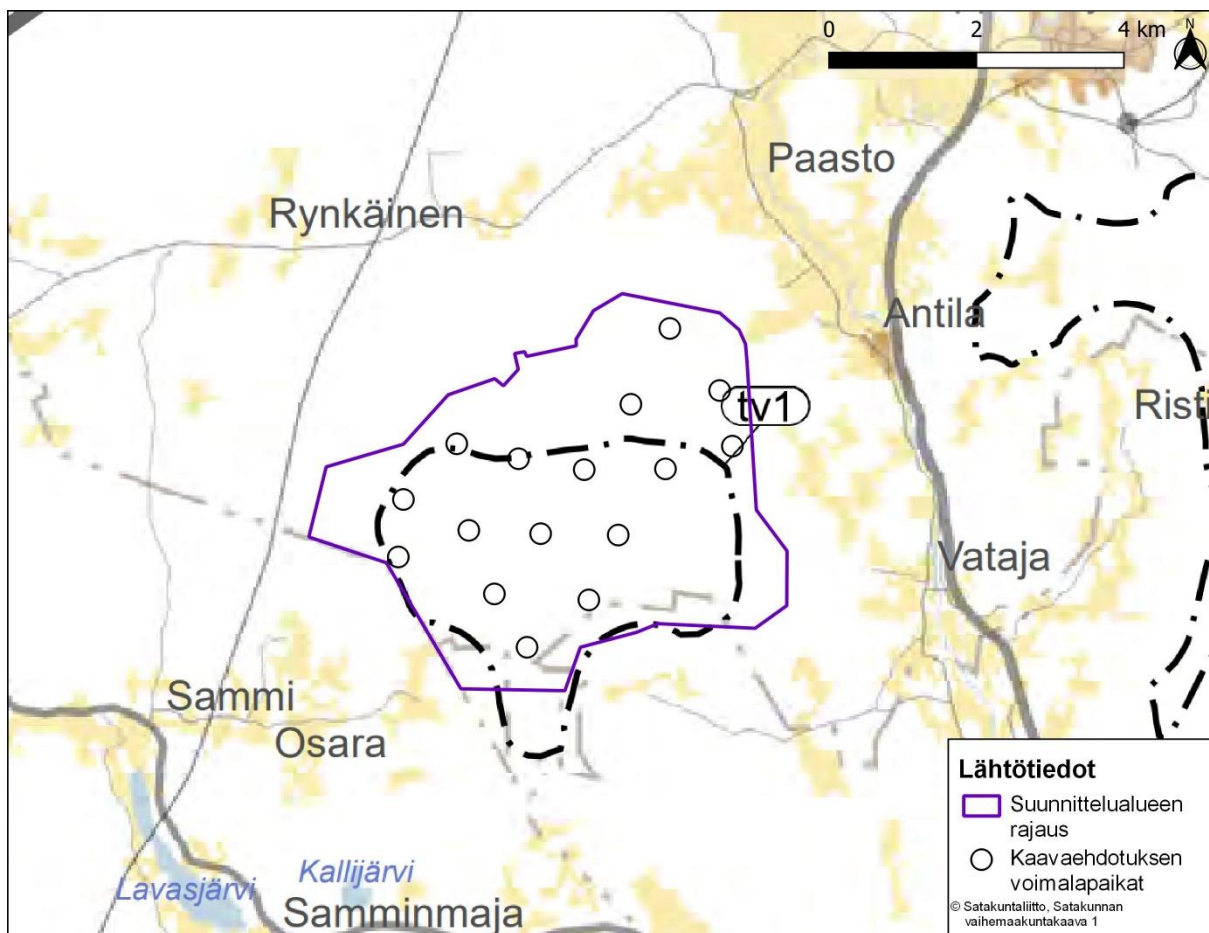 0 2 4 km
N
Paasto
Rynkäinen
Antila
tv1
Risti
Vataja
Sammi
Osara
Kallijärvi
Lavasjärvi
Samminmaja
Lähtötiedot
Suunnittelualueen
rajaus
Kaavaehdotuksen
voimalapaikat
© Satakuntaliitto, Satakunnan
vaihemaakuntakaava 1